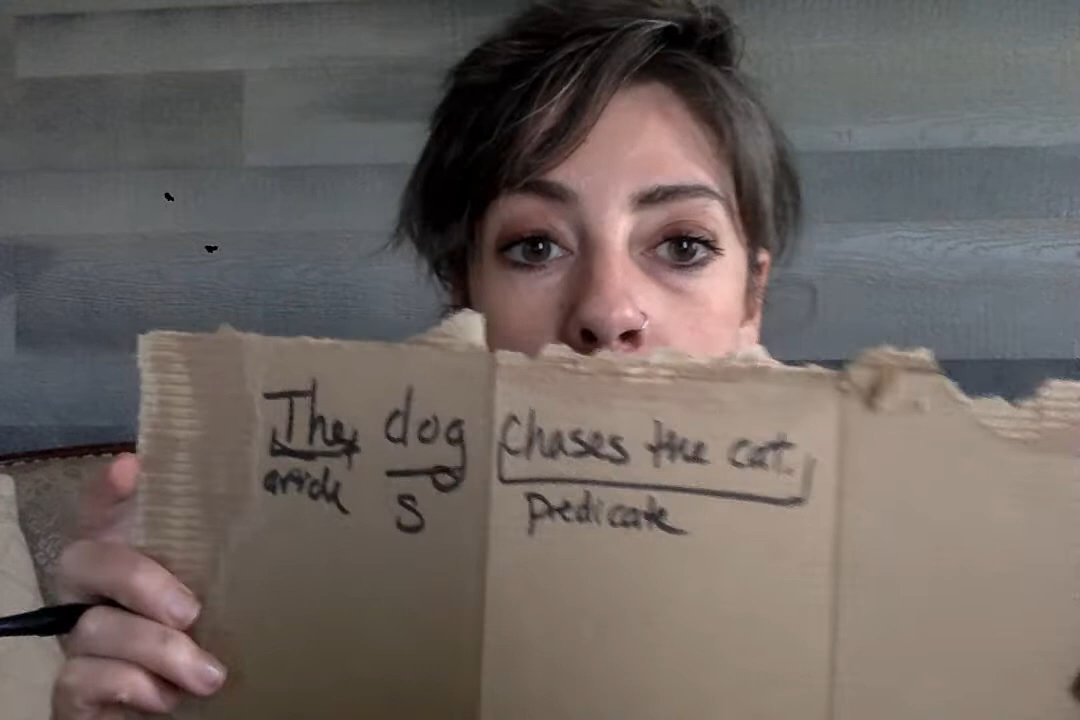 The dog Chases the cat.
article S predicate